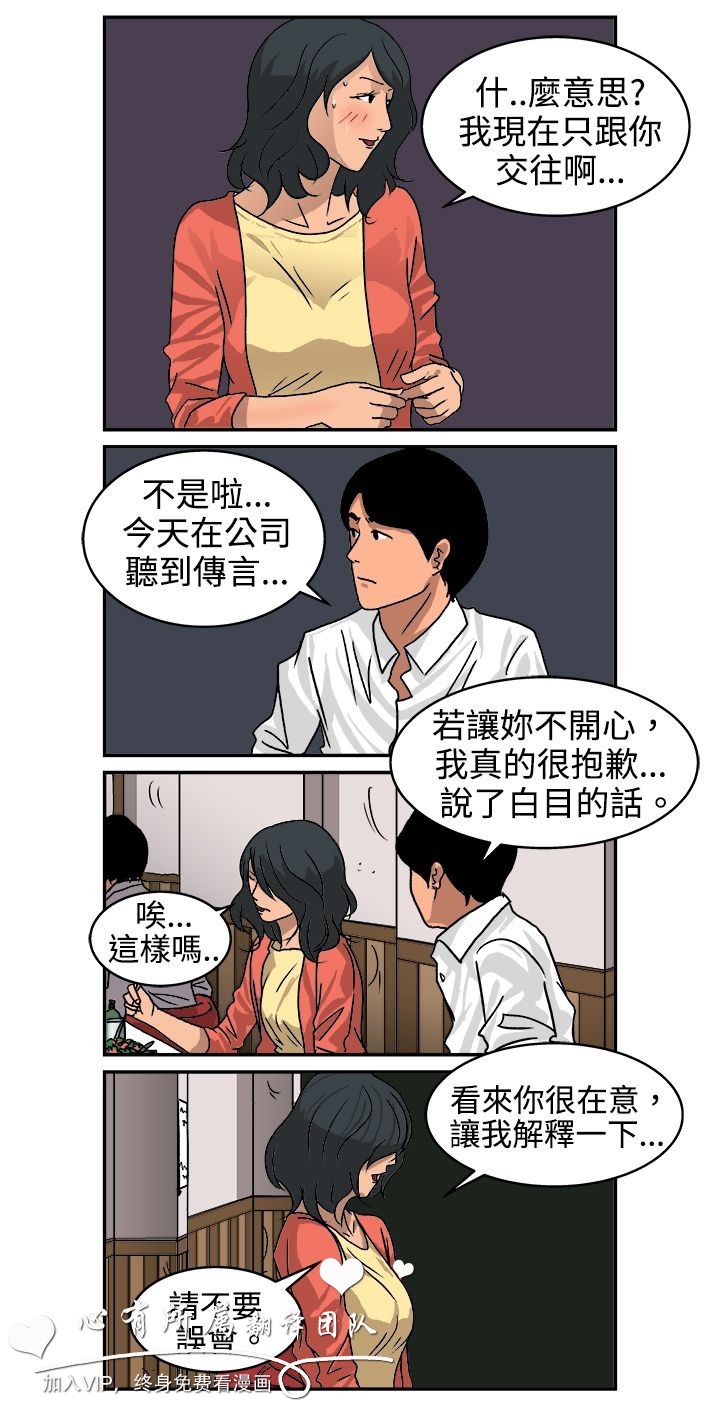 什..麼意思?
我現在只跟你
交往啊...
不是啦...
今天在公司
聽到傳言...
若讓妳不開心，
我真的很抱歉...
說了白目的話。
唉...
這樣嗎..
看來你很在意，
讓我解釋一下...
請不要
誤會。
心有所属翻译团队
加入VIP，终身免费看漫画